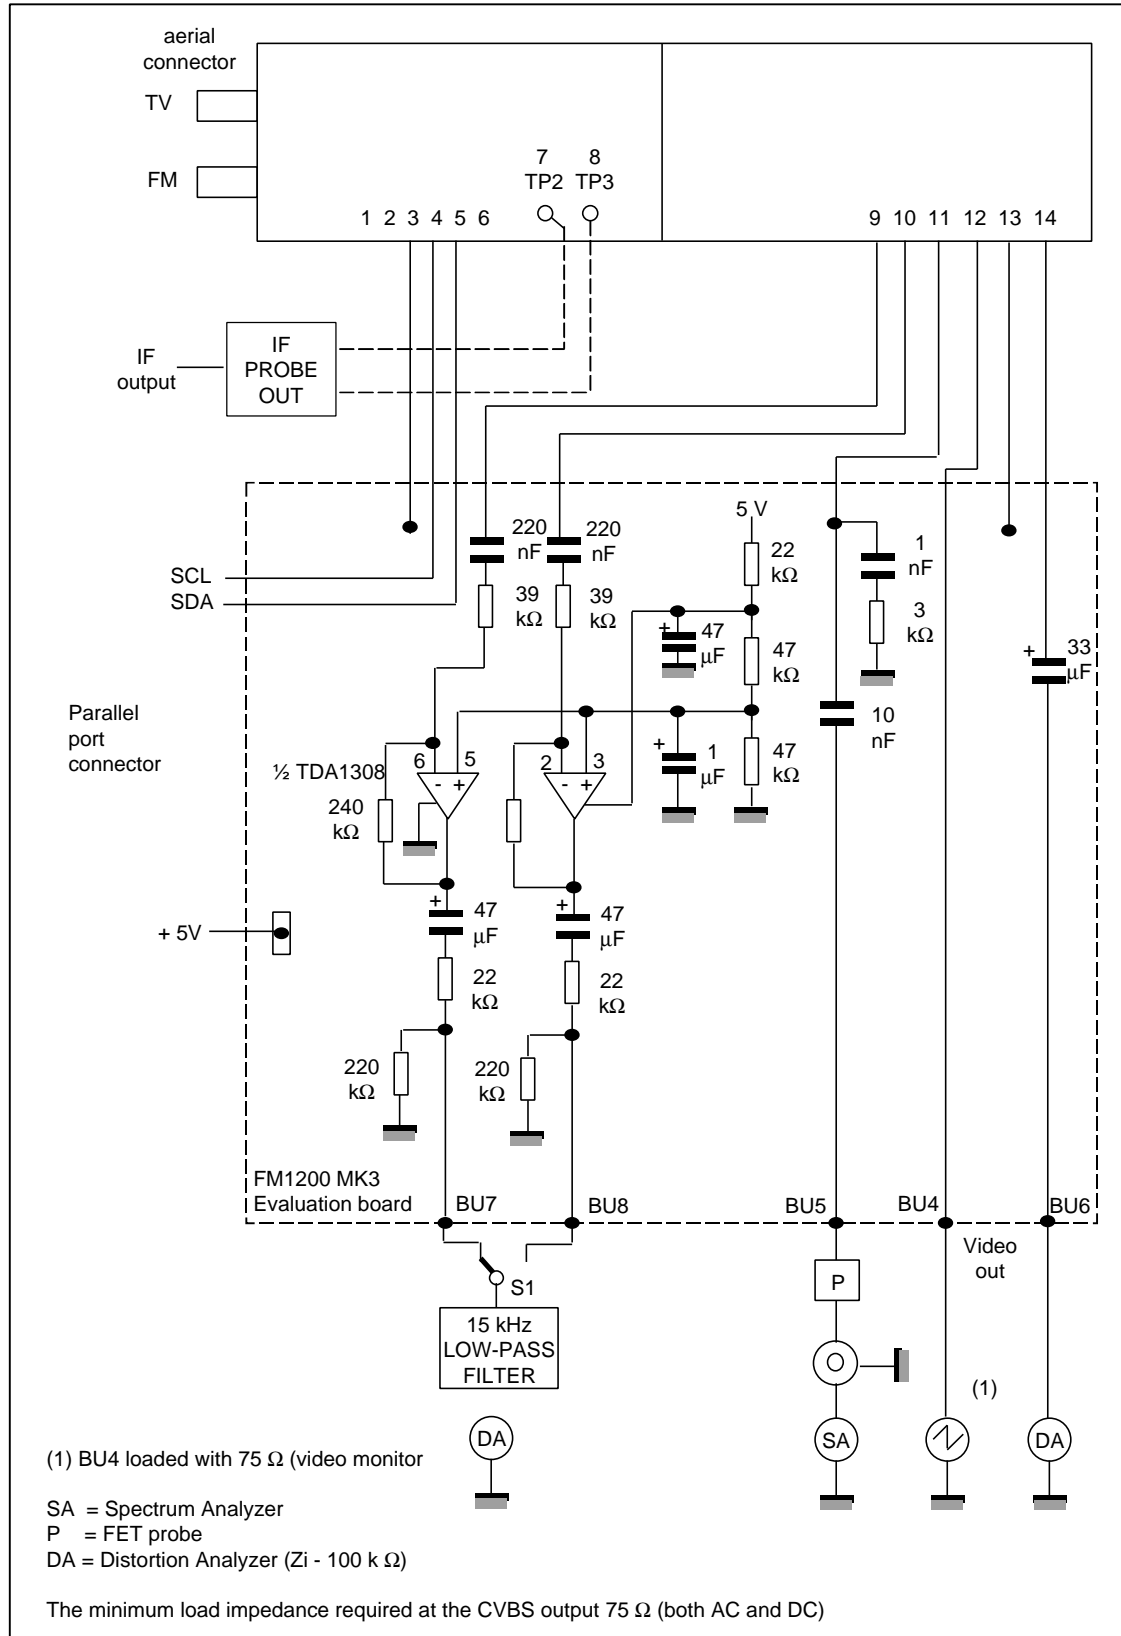 aerial
connector
TV
FM
7
TP2
8
TP3
1 2 3 4 5 6
9 10 11 12 13 14
IF
output
IF
PROBE
OUT
5 V
220
nF
220
nF
22
kΩ
1
nF
SCL
SDA
39
kΩ
39
kΩ
+
47
µF
47
kΩ
3
kΩ
+
33
µF
Parallel
port
connector
10
nF
½ TDA1308
6 5
- +
2 3
- +
+
1
µF
47
kΩ
240
kΩ
+
47
µF
+
47
µF
+ 5V
22
kΩ
22
kΩ
220
kΩ
220
kΩ
FM1200 MK3
Evaluation board
BU7
BU8
BU5
BU4
BU6
Video
out
S1
P
15 kHz
LOW-PASS
FILTER
(1)
DA
SA
DA
(1) BU4 loaded with 75 Ω (video monitor
SA = Spectrum Analyzer
P = FET probe
DA = Distortion Analyzer (Zi - 100 k Ω)
The minimum load impedance required at the CVBS output 75 Ω (both AC and DC)